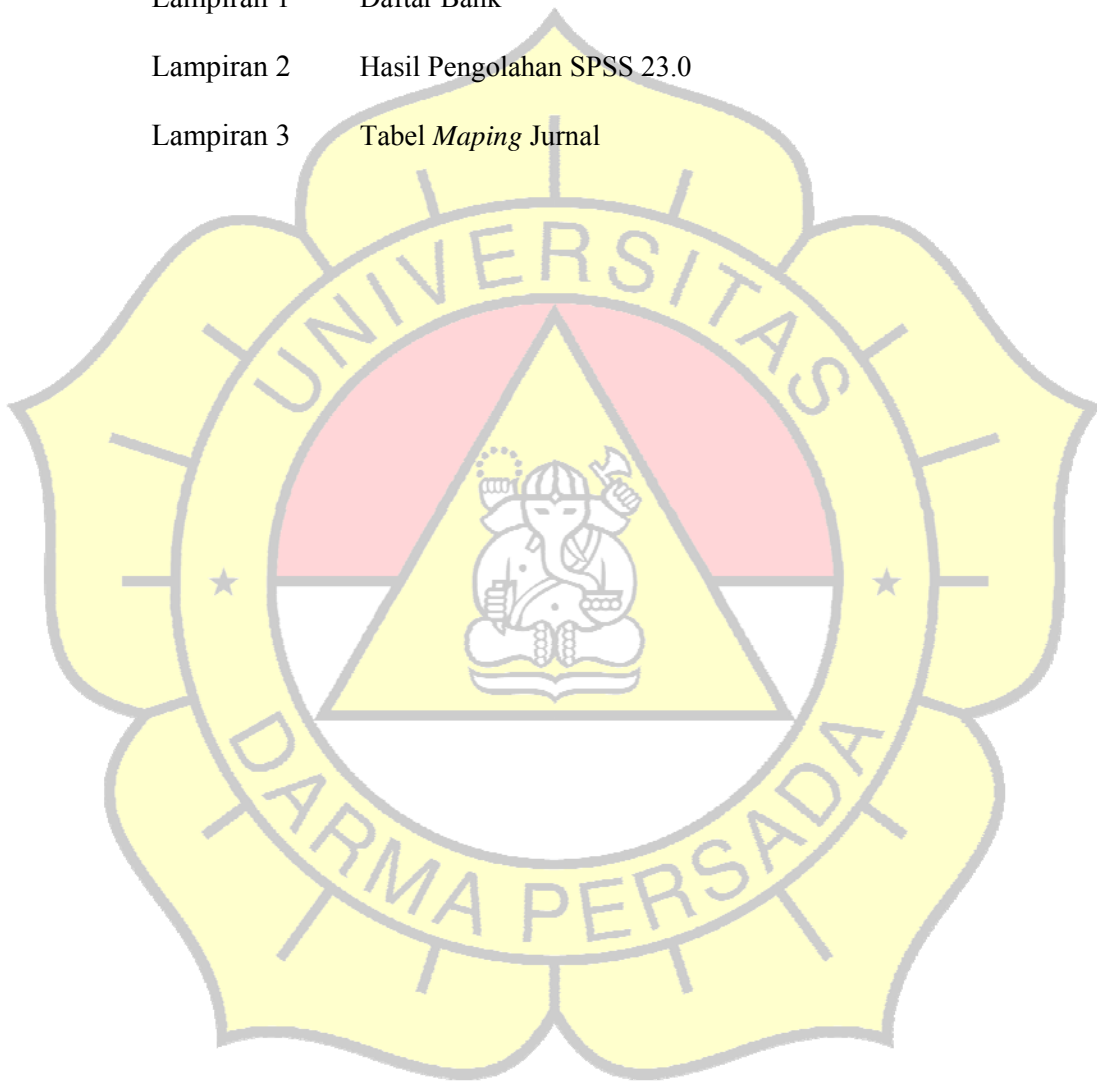 Lampiran 1 Daftar Bank
Lampiran 2 Hasil Pengolahan SPSS 23.0
Lampiran 3 Tabel Maping Jurnal
UNIVERSITAS
DARMA PERSADA